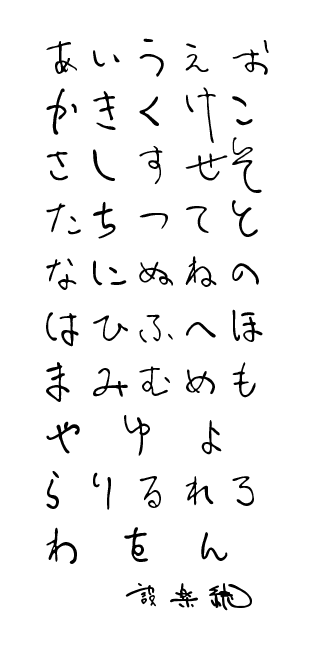 あいうえお
かきくけこ
さしすせそ
たちつてと
なにぬねの
はひふへほ
まみむめも
やゆよ
らりるれろ
わをん
設楽